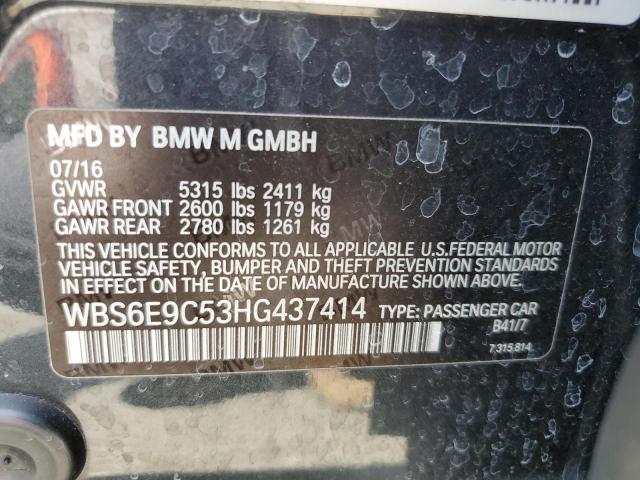 MFD BY BMW M GMBH
07/16
GVWR 5315 lbs 2411 kg
GAWR FRONT 2600 lbs 1179 kg
GAWR REAR 2780 lbs 1261 kg
THIS VEHICLE CONFORMS TO ALL APPLICABLE U.S.FEDERAL MOTOR
VEHICLE SAFETY, BUMPER AND THEFT PREVENTION STANDARDS
IN EFFECT ON THE DATE OF MANUFACTURE SHOWN ABOVE.
WBS6E9C53HG437414 TYPE: PASSENGER CAR
B41/7
7 315 814